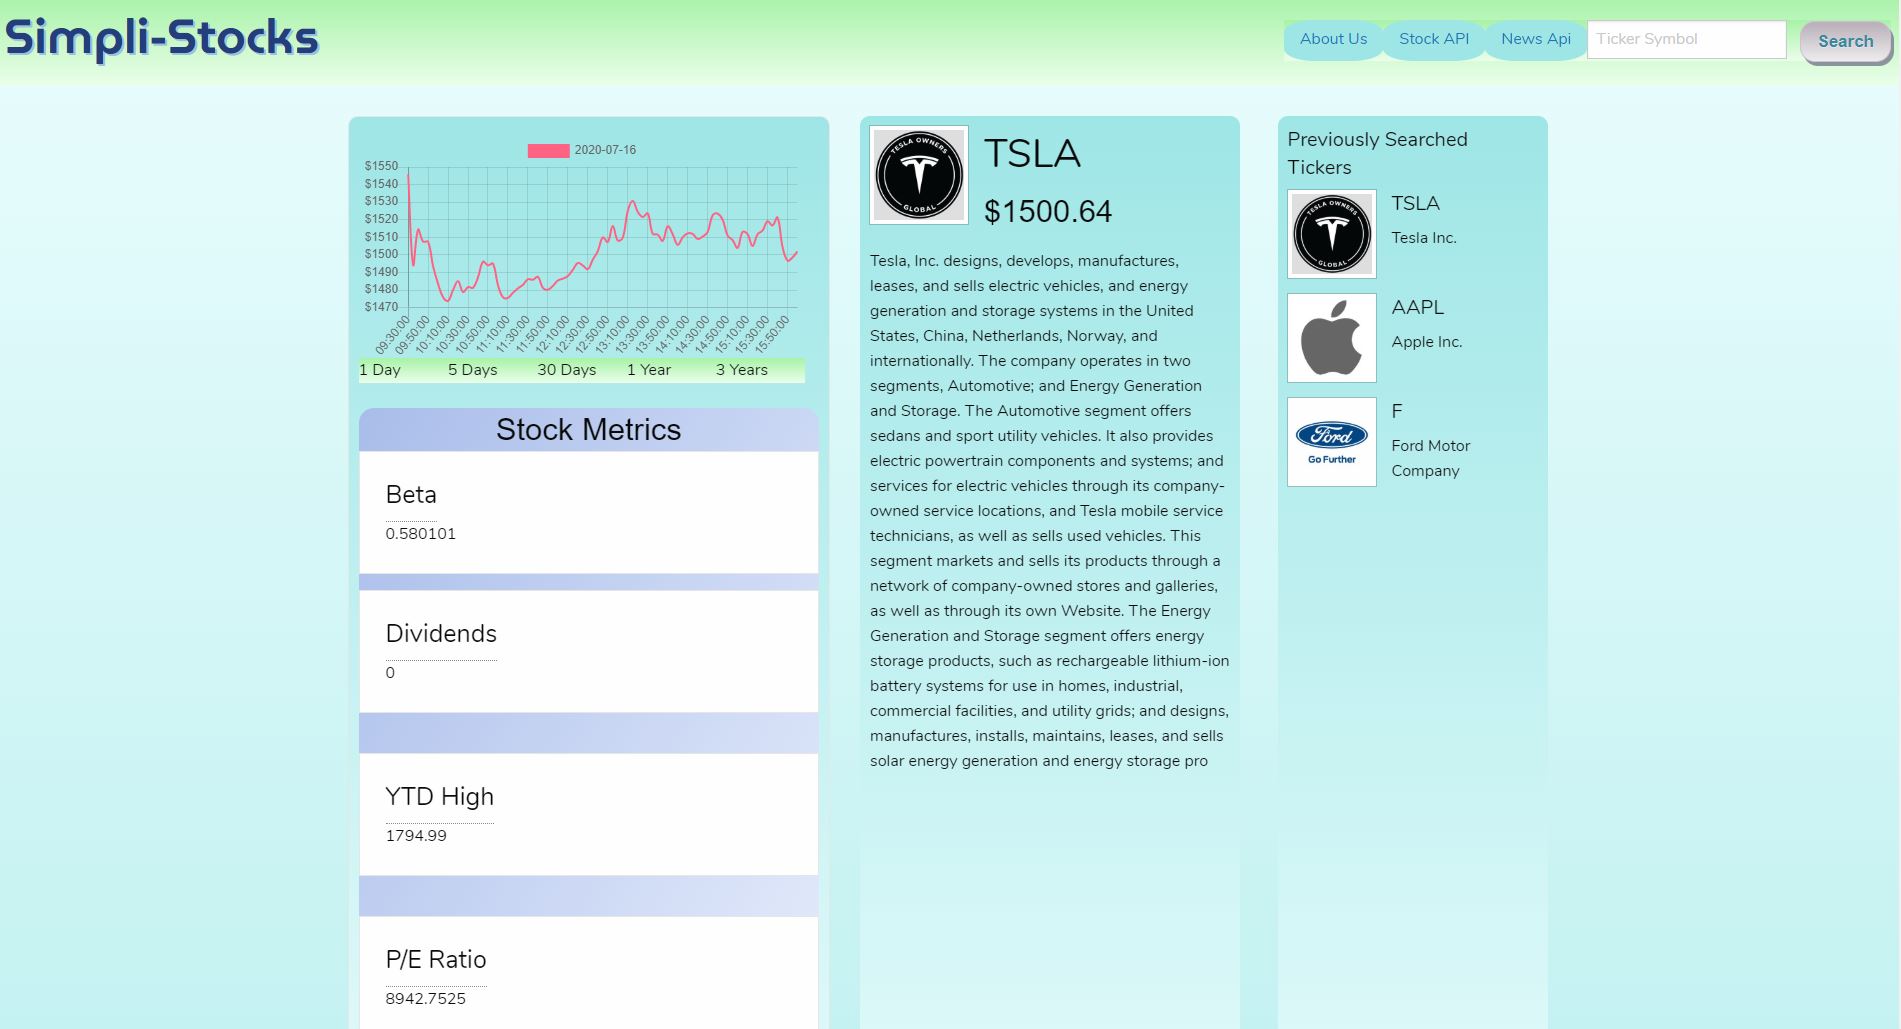 Simpli-Stocks
About Us
Stock API
News Api
Ticker Symbol
Search
2020-07-16
$1550
$1540
$1530
$1520
$1510
$1500
$1490
$1480
$1470
09:30:00
09:50:00
10:10:00
10:30:00
10:50:00
11:10:00
11:30:00
11:50:00
12:10:00
12:30:00
12:50:00
13:10:00
13:30:00
13:50:00
14:10:00
14:30:00
14:50:00
15:10:00
15:30:00
15:50:00
1 Day
5 Days
30 Days
1 Year
3 Years
Stock Metrics
Beta
0.580101
Dividends
0
YTD High
1794.99
P/E Ratio
8942.7525
TESLA OWNERS
GLOBAL
TSLA
$1500.64
Tesla, Inc. designs, develops, manufactures,
leases, and sells electric vehicles, and energy
generation and storage systems in the United
States, China, Netherlands, Norway, and
internationally. The company operates in two
segments, Automotive; and Energy Generation
and Storage. The Automotive segment offers
sedans and sport utility vehicles. It also provides
electric powertrain components and systems; and
services for electric vehicles through its company-
owned service locations, and Tesla mobile service
technicians, as well as sells used vehicles. This
segment markets and sells its products through a
network of company-owned stores and galleries,
as well as through its own Website. The Energy
Generation and Storage segment offers energy
storage products, such as rechargeable lithium-ion
battery systems for use in homes, industrial,
commercial facilities, and utility grids; and designs,
manufactures, installs, maintains, leases, and sells
solar energy generation and energy storage pro
Previously Searched
Tickers
TESLA OWNERS
GLOBAL
TSLA
Tesla Inc.
AAPL
Apple Inc.
Ford
Go Further
F
Ford Motor
Company